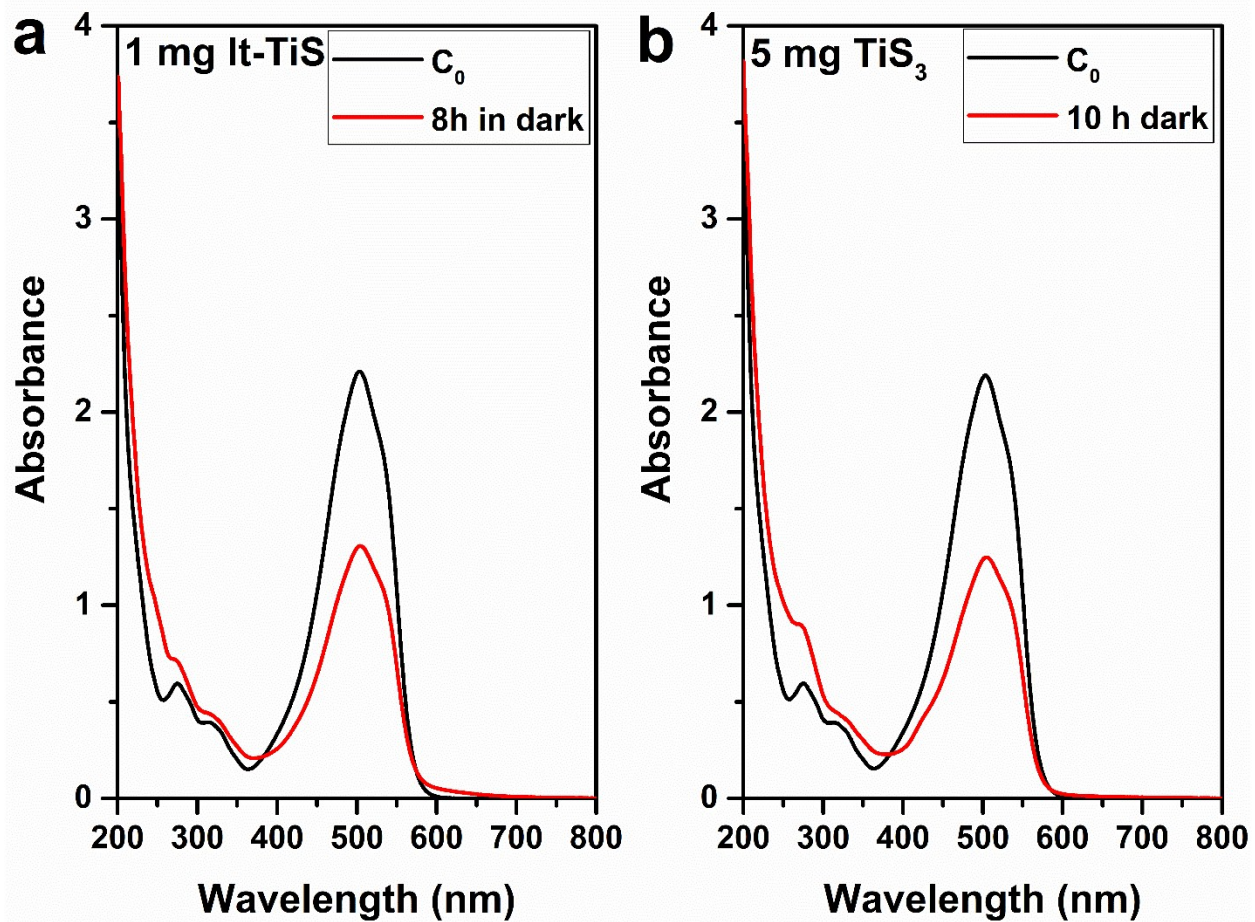 a
1 mg lt-TiS
C₀
8h in dark
4
3
2
1
0
Absorbance
200 300 400 500 600 700 800
Wavelength (nm)
b
5 mg TiS₃
C₀
10 h dark
4
3
2
1
0
Absorbance
200 300 400 500 600 700 800
Wavelength (nm)